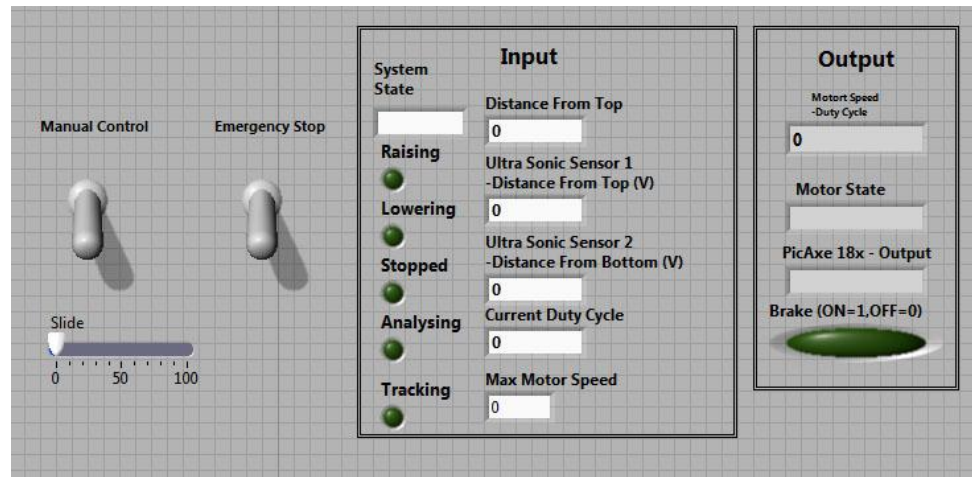 Manual Control
Emergency Stop
Slide
0 50 100
Input
System
State
Raising
Lowering
Stopped
Analysing
Tracking
Distance From Top
0
Ultra Sonic Sensor 1
-Distance From Top (V)
0
Ultra Sonic Sensor 2
-Distance From Bottom (V)
0
Current Duty Cycle
0
Max Motor Speed
0
Output
Motort Speed
-Duty Cycle
0
Motor State
PicAxe 18x - Output
Brake (ON=1,OFF=0)